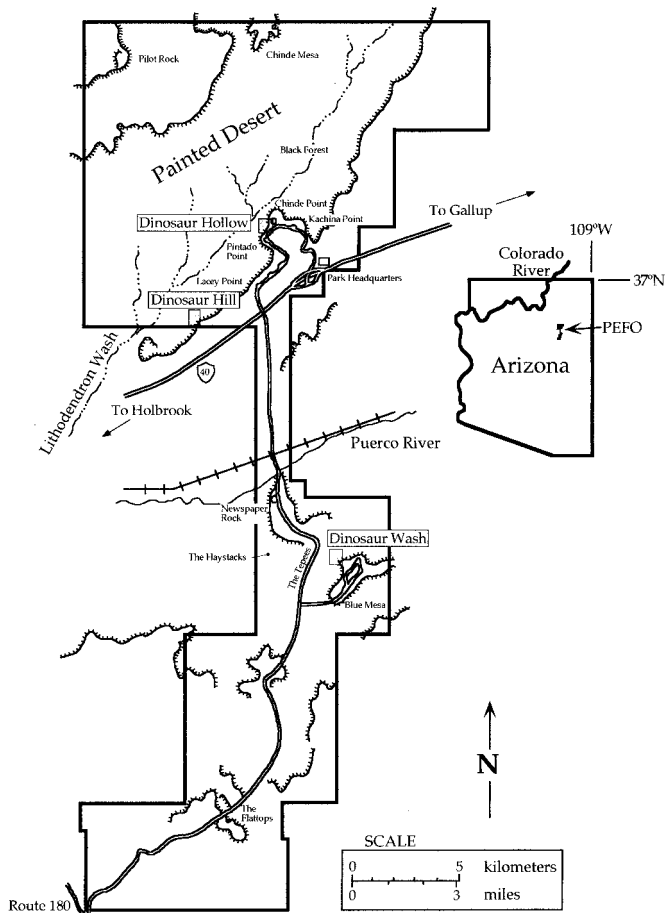 Pilot Rock
Chinde Mesa
Painted Desert
Black Forest
Chinde Point
Kachina Point
Dinosaur Hollow
Pintado
Point
To Gallup
Park Headquarters
Lacey Point
Dinosaur Hill
40
Lithodendron Wash
To Holbrook
109°W
Colorado
River
37°N
PEFO
Arizona
Puerco River
Newspaper
Rock
Dinosaur Wash
The Haystacks
The Tepees
Blue Mesa
N
The
Flattops
SCALE
0 5 kilometers
0 3 miles
Route 180